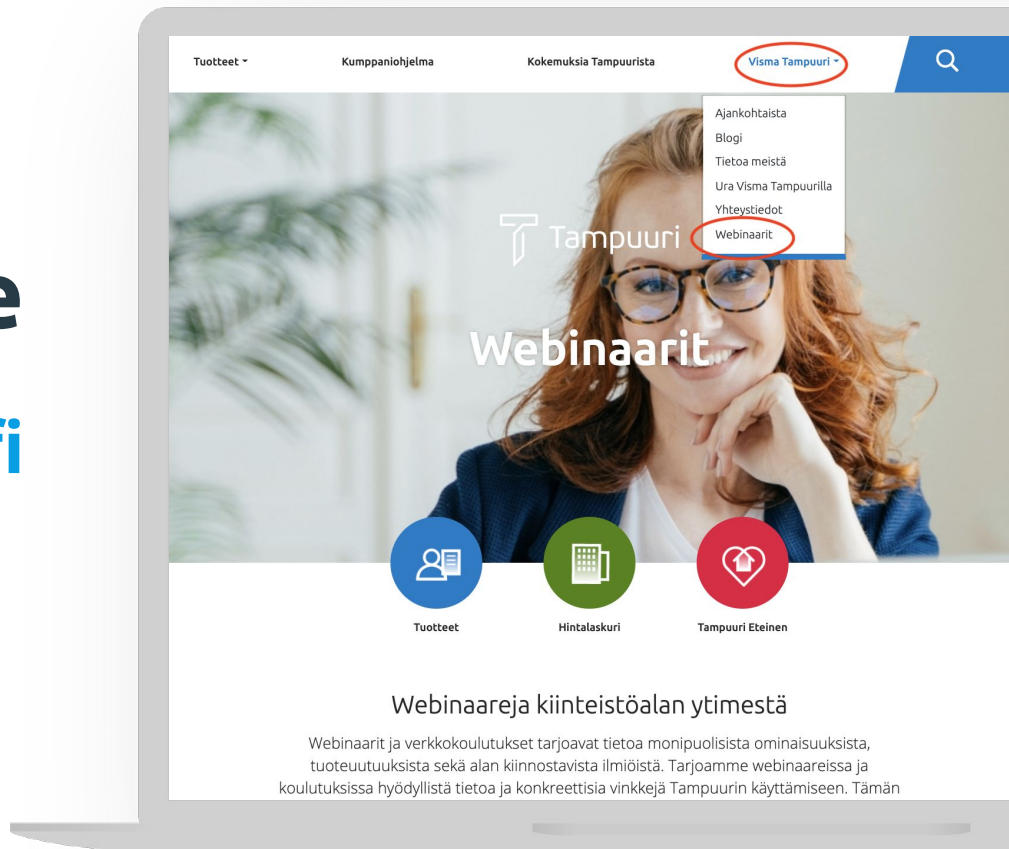 e
fi
Tuotteet
Kumppaniohjelma
Kokemuksia Tampuurista
Visma Tampuuri
Ajankohtaista
Blogi
Tietoa meistä
Ura Visma Tampuurilla
Yhteystiedot
Webinaarit
Tampuuri
Webinaarit
Tuotteet
Hintalaskuri
Tampuuri Eteinen
Webinaareja kiinteistöalan ytimestä
Webinaarit ja verkkokoulutukset tarjoavat tietoa monipuolisista ominaisuuksista,
tuoteuutuuksista sekä alan kiinnostavista ilmiöistä. Tarjoamme webinaareissa ja
koulutuksissa hyödyllistä tietoa ja konkreettisia vinkkejä Tampuurin käyttämiseen. Tämän